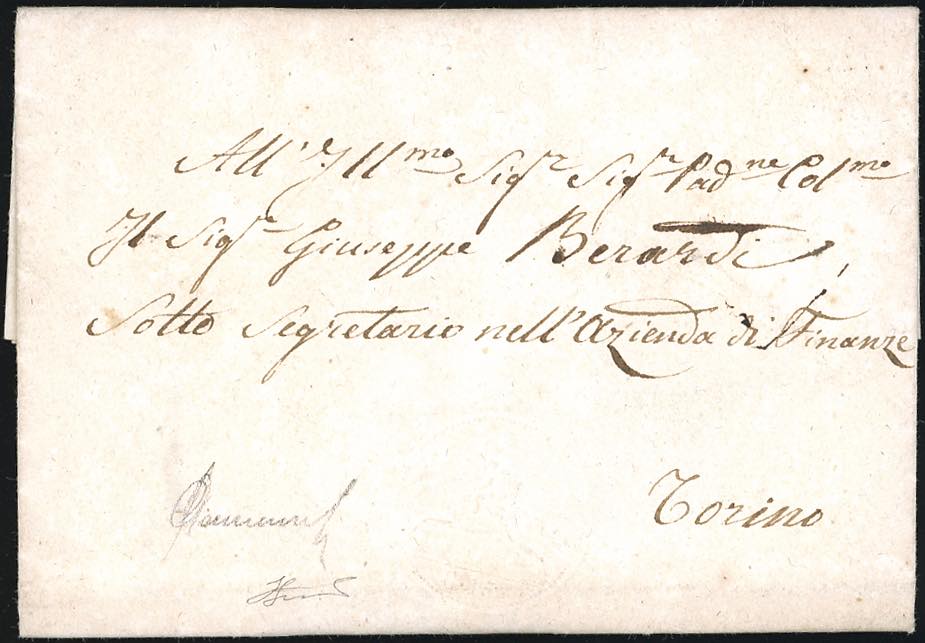 All' Ill.mo Sig.r Sig.r Pad.ne Col.mo
Il Sig.r Giuseppe Berardi,
Sotto Segretario nell'Azienda di Finanze
Torino